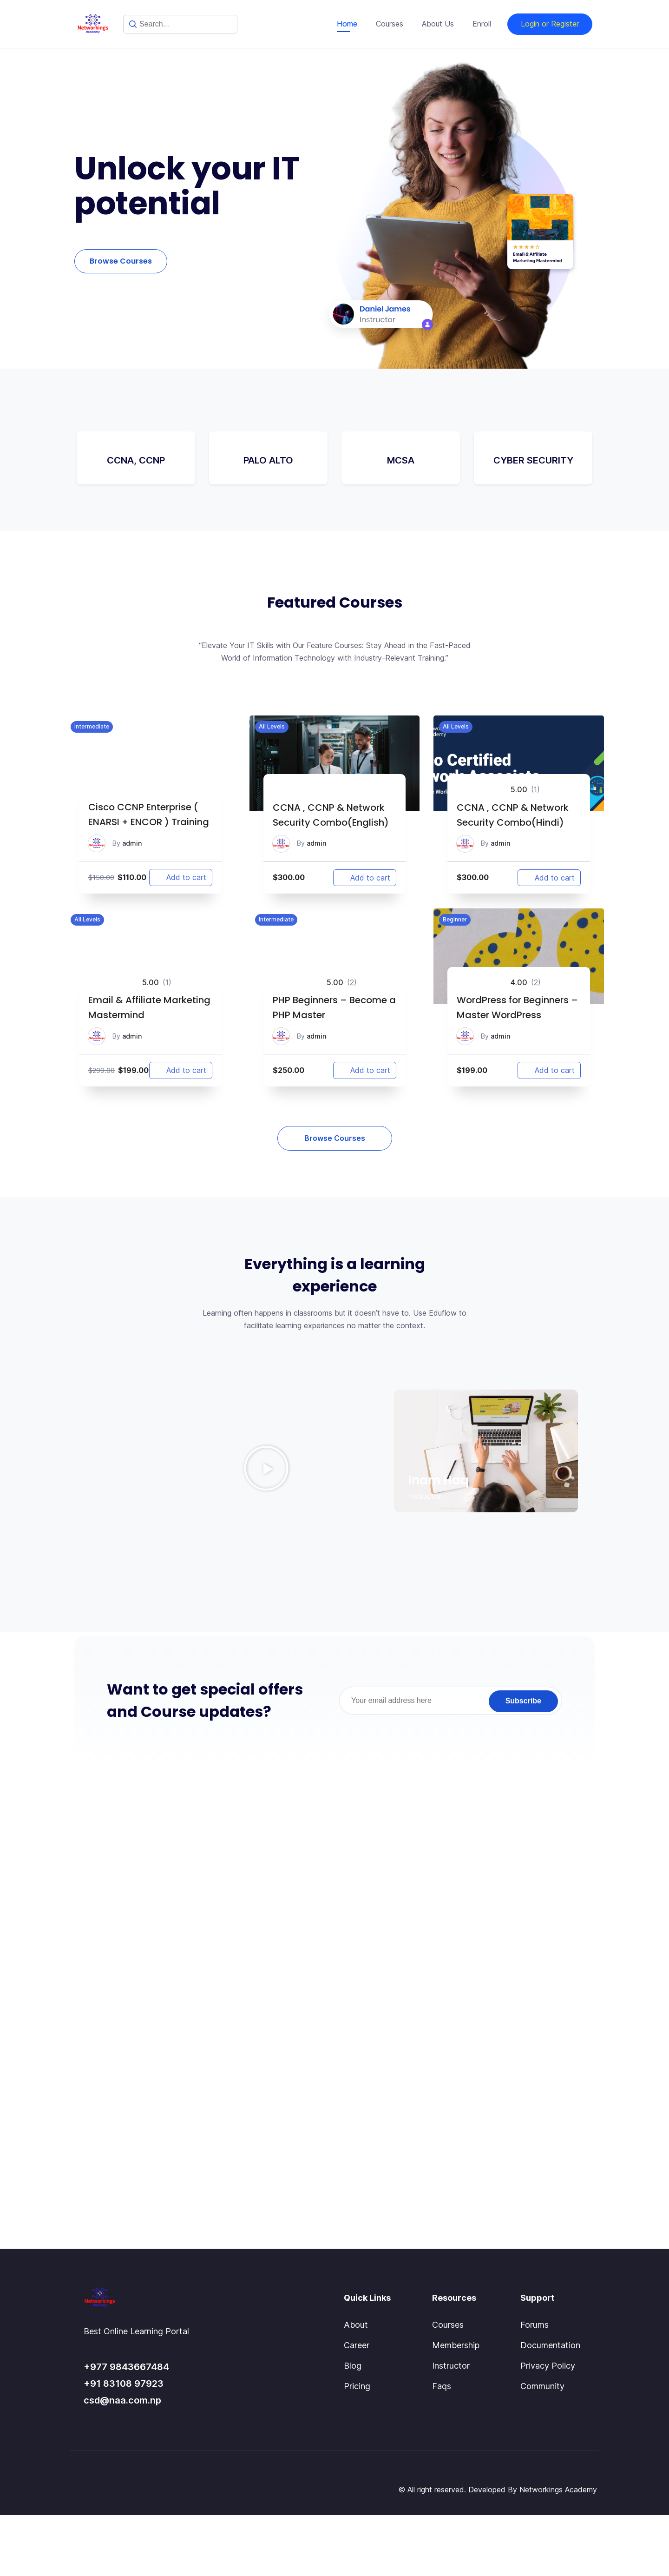 Networkings
Academy
Search...
Home
Courses
About Us
Enroll
Login or Register
Unlock your IT
potential
Browse Courses
Email & Affiliate
Marketing Mastermind
Daniel James
Instructor
CCNA, CCNP
PALO ALTO
MCSA
CYBER SECURITY
Featured Courses
“Elevate Your IT Skills with Our Feature Courses: Stay Ahead in the Fast-Paced
World of Information Technology with Industry-Relevant Training.”
Intermediate
Cisco CCNP Enterprise (
ENARSI + ENCOR ) Training
By admin
$150.00 $110.00
Add to cart
All Levels
CCNA , CCNP & Network
Security Combo(English)
By admin
$300.00
Add to cart
All Levels
5.00 (1)
CCNA , CCNP & Network
Security Combo(Hindi)
By admin
$300.00
Add to cart
All Levels
5.00 (1)
Email & Affiliate Marketing
Mastermind
By admin
$299.00 $199.00
Add to cart
Intermediate
5.00 (2)
PHP Beginners – Become a
PHP Master
By admin
$250.00
Add to cart
Beginner
4.00 (2)
WordPress for Beginners –
Master WordPress
By admin
$199.00
Add to cart
Browse Courses
Everything is a learning
experience
Learning often happens in classrooms but it doesn’t have to. Use Eduflow to
facilitate learning experiences no matter the context.
Want to get special offers
and Course updates?
Your email address here
Subscribe
Networkings
Best Online Learning Portal
+977 9843667484
+91 83108 97923
csd@naa.com.np
Quick Links
About
Career
Blog
Pricing
Resources
Courses
Membership
Instructor
Faqs
Support
Forums
Documentation
Privacy Policy
Community
© All right reserved. Developed By Networkings Academy